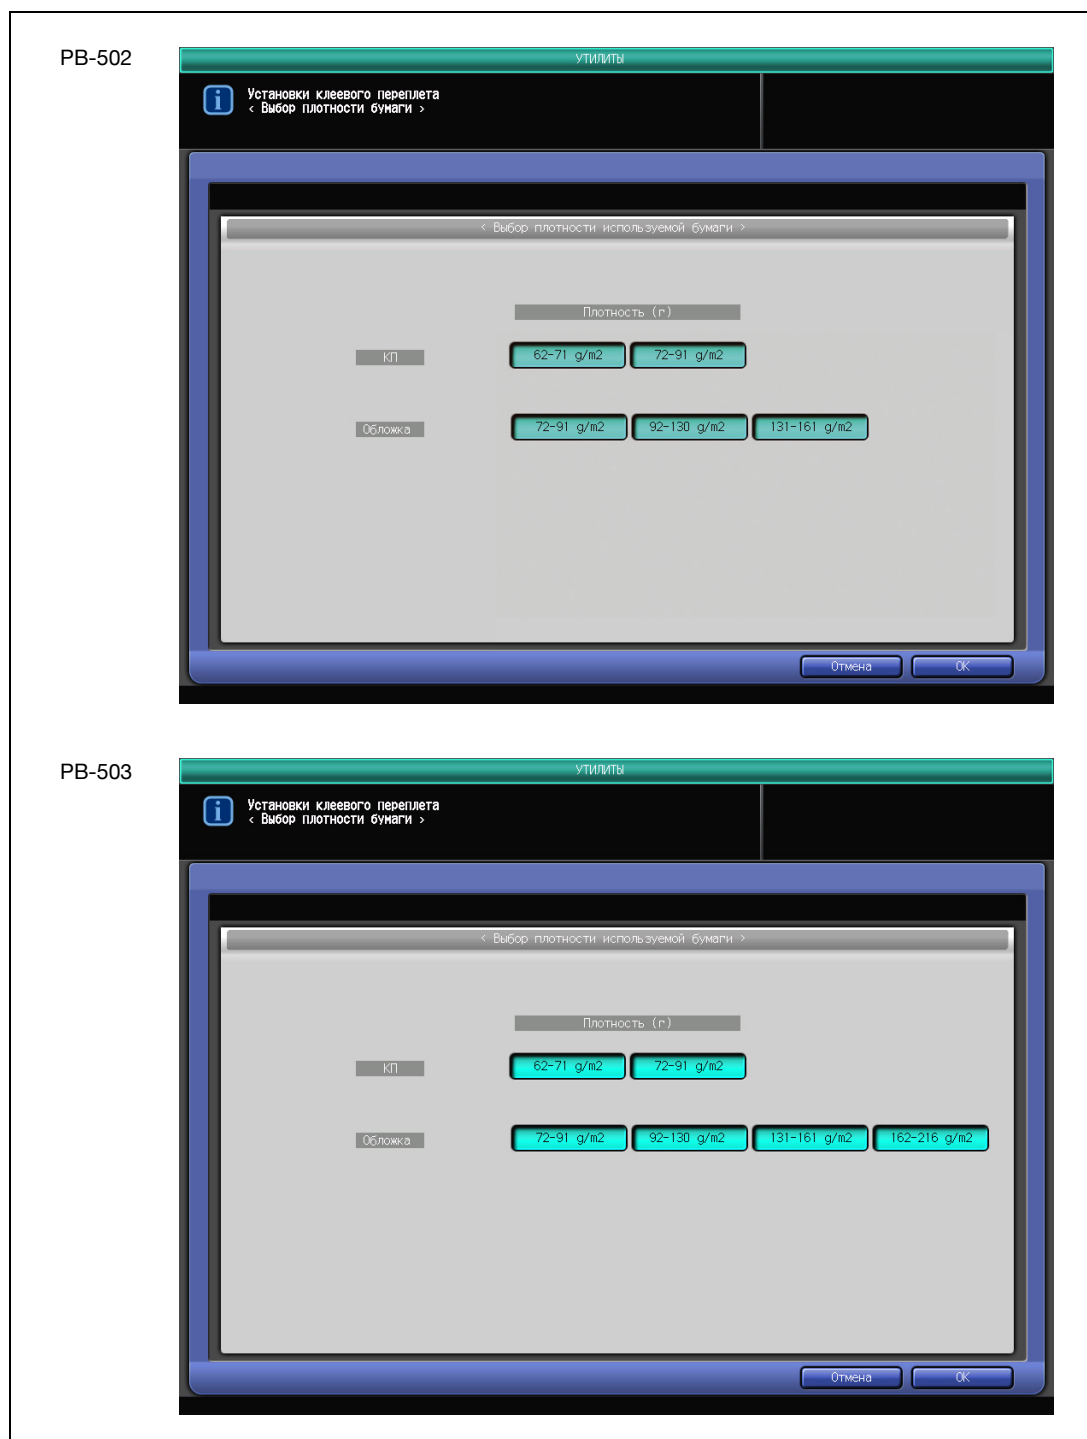 PB-502
УТИЛИТЫ
Установки клеевого переплета
< Выбор плотности бумаги >
< Выбор плотности используемой бумаги >
Плотность (г)
КП
62-71 g/m2
72-91 g/m2
Обложка
72-91 g/m2
92-130 g/m2
131-161 g/m2
Отмена
OK
PB-503
УТИЛИТЫ
Установки клеевого переплета
< Выбор плотности бумаги >
< Выбор плотности используемой бумаги >
Плотность (г)
КП
62-71 g/m2
72-91 g/m2
Обложка
72-91 g/m2
92-130 g/m2
131-161 g/m2
162-216 g/m2
Отмена
OK